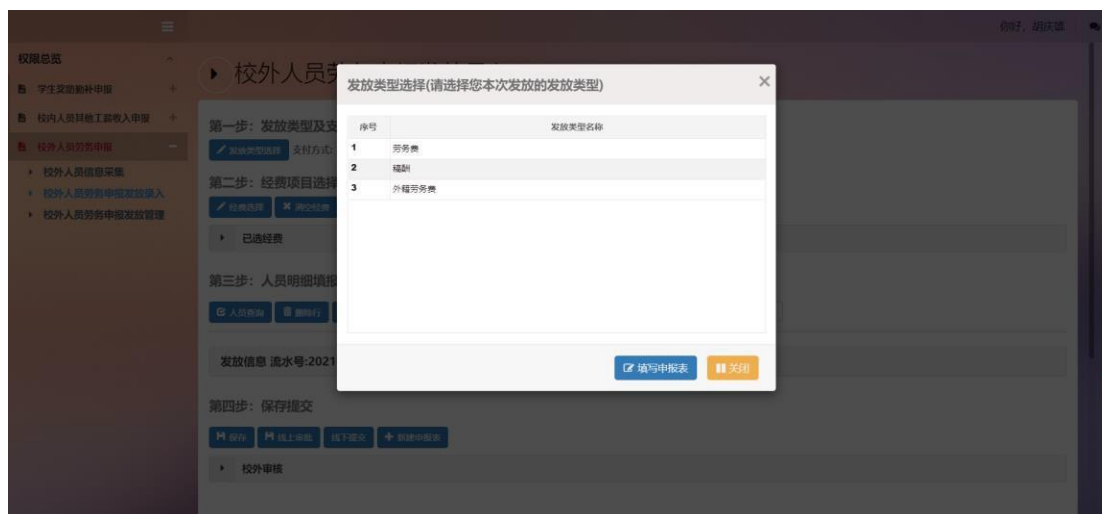 你好，胡庆雄
权限总览
学生奖助勤补申报
校内人员其他工薪收入申报
校外人员劳务申报
校外人员信息采集
校外人员劳务申报发放录入
校外人员劳务申报发放管理
校外人员劳
第一步：发放类型及支
发放类型选择 支付方式:
第二步：经费项目选择
经费选择 清空经费
已选经费
第三步：人员明细填报
人员查询 删除行
发放信息 流水号:2021
第四步：保存提交
保存 线上审批 线下提交 新建申报表
校外审核
发放类型选择(请选择您本次发放的发放类型)
序号 发放类型名称
1 劳务费
2 稿酬
3 外籍劳务费
填写申报表 关闭